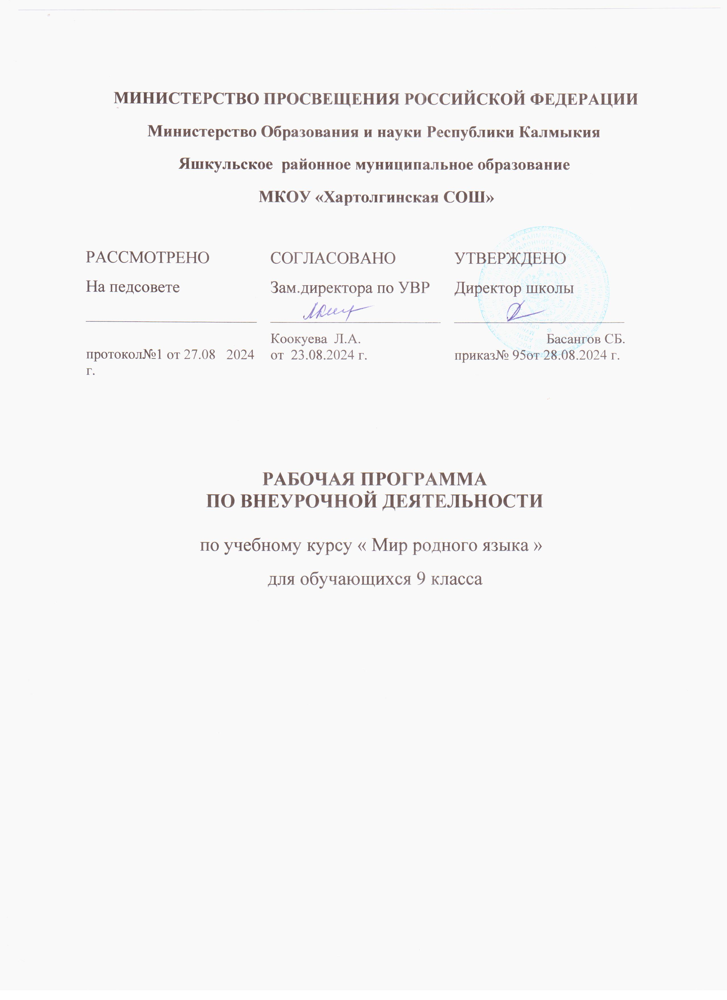 МИНИСТЕРСТВО ПРОСВЕЩЕНИЯ РОССИЙСКОЙ ФЕДЕРАЦИИ
Министерство Образования и науки Республики Калмыкия
Яшкульское районное муниципальное образование
МКОУ «Хартолгинская СОШ»
РАССМОТРЕНО
На педсовете
протокол№1 от 27.08 2024
г.
СОГЛАСОВАНО
Зам.директора по УВР
Коокуева Л.А.
от 23.08.2024 г.
УТВЕРЖДЕНО
Директор школы
Басангов СБ.
приказ№ 95от 28.08.2024 г.
РАБОЧАЯ ПРОГРАММА
ПО ВНЕУРОЧНОЙ ДЕЯТЕЛЬНОСТИ
по учебному курсу « Мир родного языка »
для обучающихся 9 класса